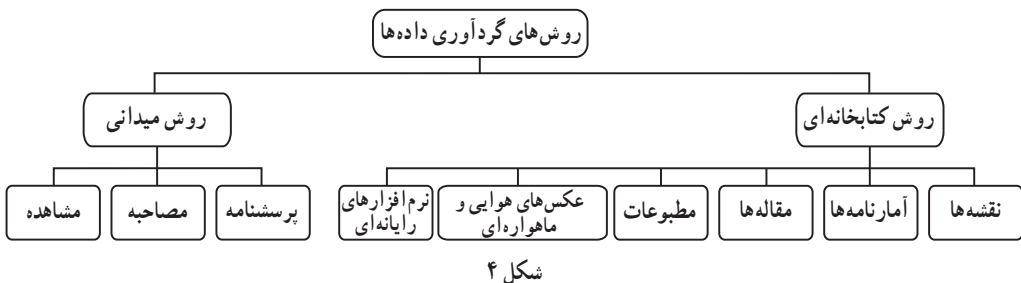 روش‌های گردآوری داده‌ها
روش کتابخانه‌ای
روش میدانی
نقشه‌ها
آمارنامه‌ها
مقاله‌ها
مطبوعات
عکس‌های هوایی و
ماهواره‌ای
نرم‌افزارهای
رایانه‌ای
پرسشنامه
مصاحبه
مشاهده
شکل ۴